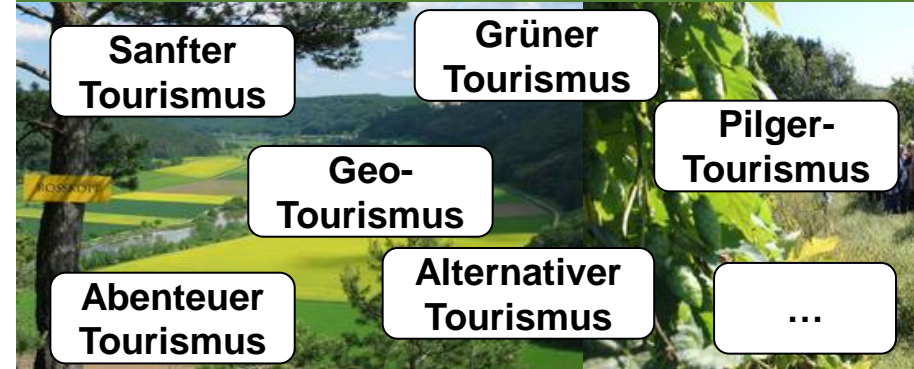 Sanfter
Tourismus
Grüner
Tourismus
Pilger-
Tourismus
Geo-
Tourismus
ROSSKOPF
Abenteuer
Tourismus
Alternativer
Tourismus
...